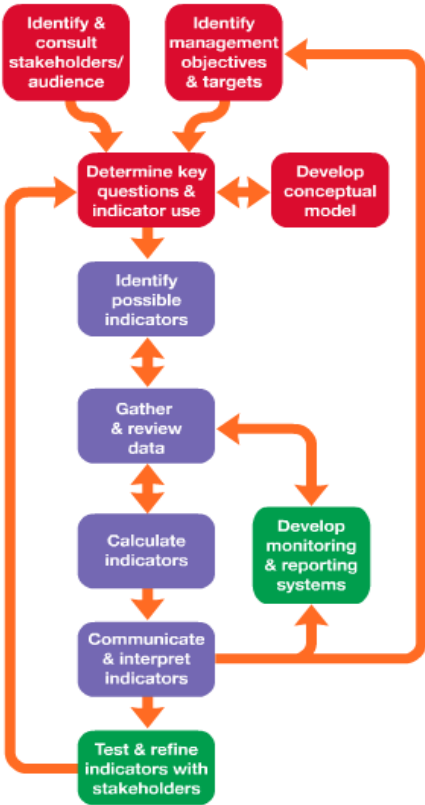 Identify &
consult
stakeholders/
audience
Identify
management
objectives
& targets
Determine key
questions &
indicator use
Develop
conceptual
model
Identify
possible
indicators
Gather
& review
data
Calculate
indicators
Develop
monitoring
& reporting
systems
Communicate
& interpret
indicators
Test & refine
indicators with
stakeholders